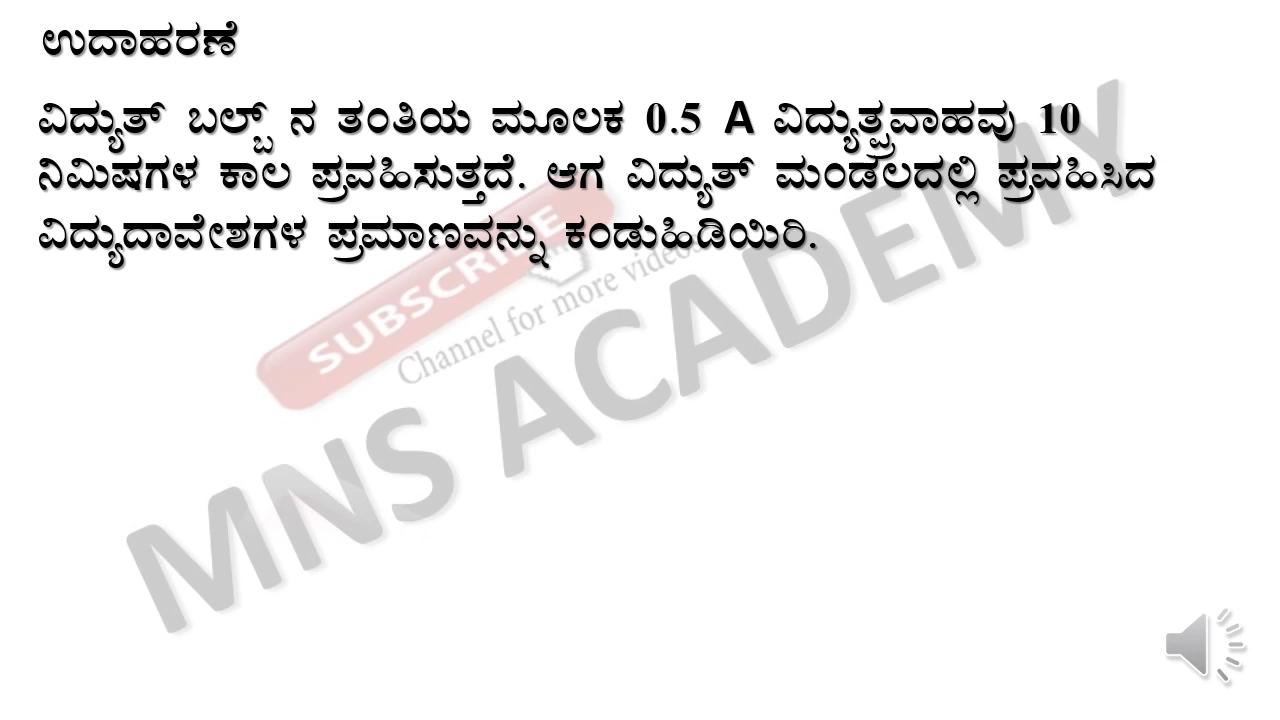 ಉದಾಹರಣೆ
ವಿದ್ಯುತ್ ಬಲ್ಬ್ ನ ತಂತಿಯ ಮೂಲಕ 0.5 A ವಿದ್ಯುತ್ಪ್ರವಾಹವು 10
ನಿಮಿಷಗಳ ಕಾಲ ಪ್ರವಹಿಸುತ್ತದೆ. ಆಗ ವಿದ್ಯುತ್ ಮಂಡಲದಲ್ಲಿ ಪ್ರವಹಿಸಿದ
ವಿದ್ಯುದಾವೇಶಗಳ ಪ್ರಮಾಣವನ್ನು ಕಂಡುಹಿಡಿಯಿರಿ.
SUBSCRIBE
Channel for more videos
MNS ACADEMY